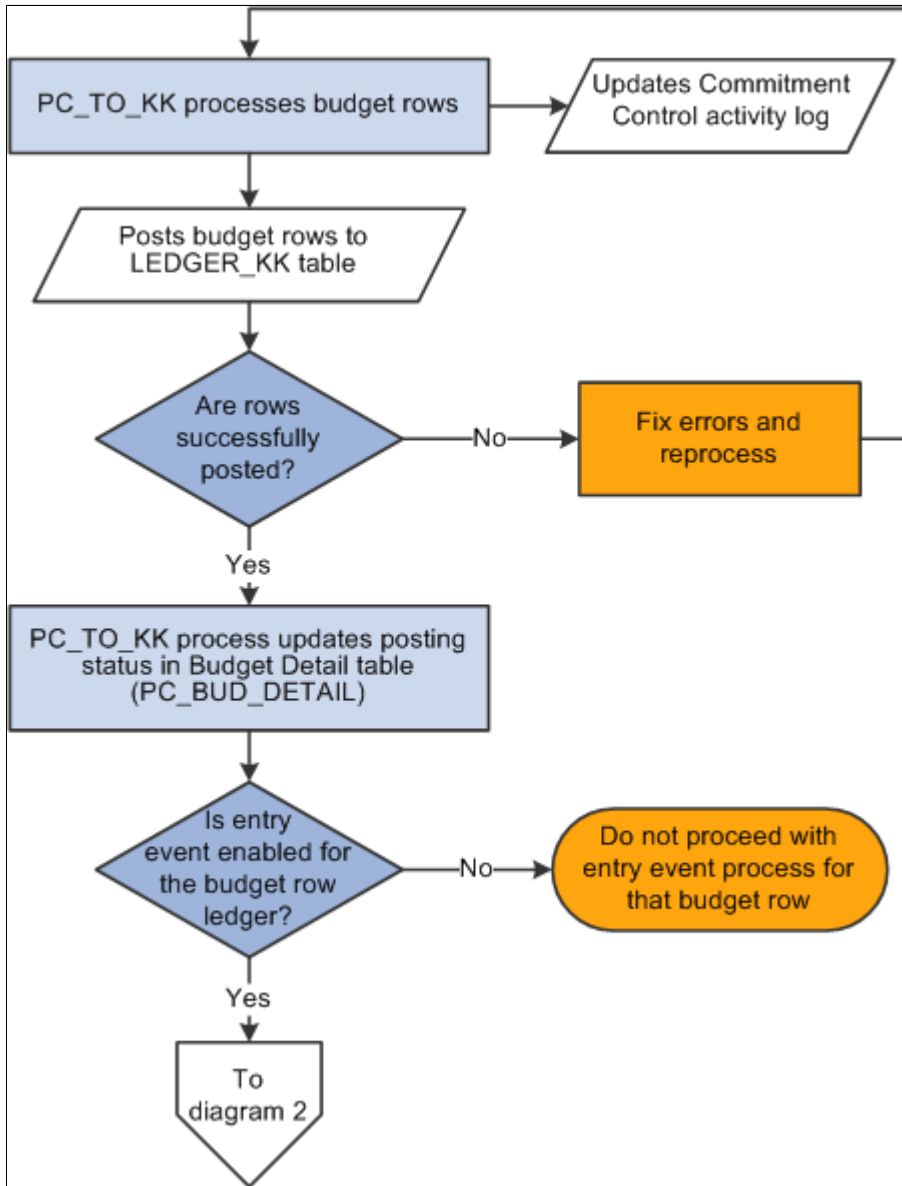 PC_TO_KK processes budget rows
Updates Commitment
Control activity log
Posts budget rows to
LEDGER_KK table
Are rows
successfully
posted?
No
Fix errors and
reprocess
Yes
PC_TO_KK process updates posting
status in Budget Detail table
(PC_BUD_DETAIL)
Is entry
event enabled for
the budget row
ledger?
No
Do not proceed with
entry event process for
that budget row
Yes
To
diagram 2